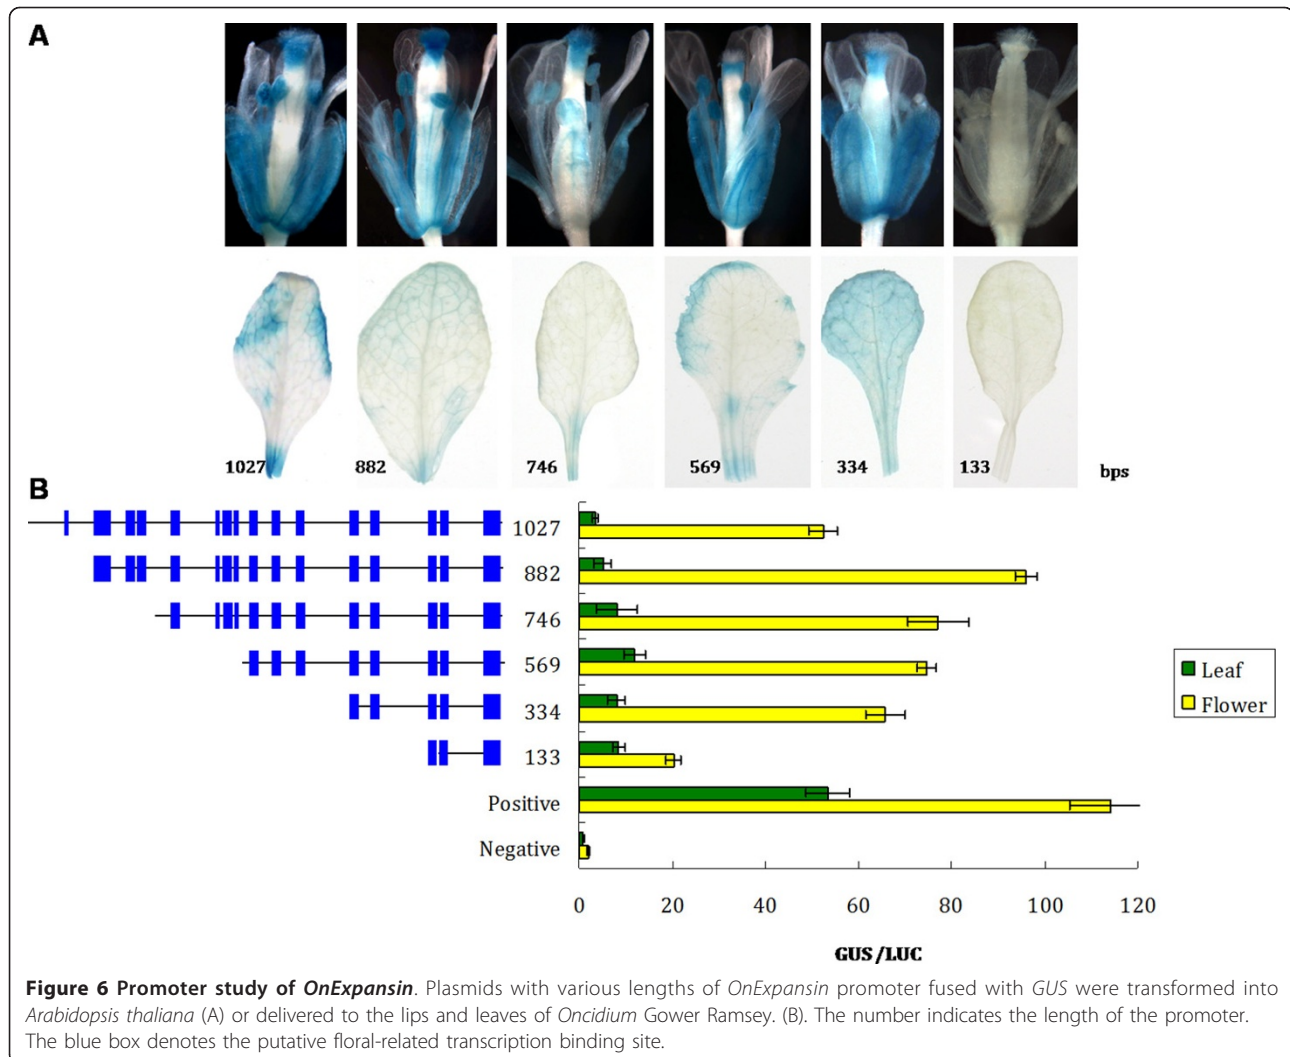 A
1027 882 746 569 334 133 bps
B
1027
882
746
569
334
133
Positive
Negative
Leaf
Flower
0 20 40 60 80 100 120
GUS/LUC
Figure 6 Promoter study of OnExpansin. Plasmids with various lengths of OnExpansin promoter fused with GUS were transformed into
Arabidopsis thaliana (A) or delivered to the lips and leaves of Oncidium Gower Ramsey. (B). The number indicates the length of the promoter.
The blue box denotes the putative floral-related transcription binding site.